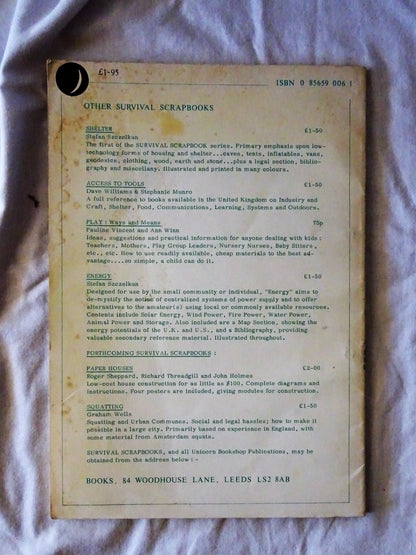 £1-95
ISBN 0 85659 006 1
OTHER SURVIVAL SCRAPBOOKS
SHELTER £1-50
Stefan Szczelkun
The first of the SURVIVAL SCRAPBOOK series. Primary emphasis upon low-
technology forms of housing and shelter...caves, tents, inflatables, vans,
geodesics, clothing, wood, earth and stone...plus a legal section, biblio-
graphy and miscellany. Illustrated and printed in many colours.
ACCESS TO TOOLS £1-50
Dave Williams & Stephanie Munro
A full reference to books available in the United Kingdom on Industry and
Craft, Shelter, Food, Communications, Learning, Systems and Outdoors.
PLAY : Ways and Means 75p
Pauline Vincent and Ann Winn
Ideas, suggestions and practical information for anyone dealing with kids :
Teachers, Mothers, Play Group Leaders, Nursery Nurses, Baby Sitters,
etc., etc. How to use readily available, cheap materials to the best ad-
vantage....so simple, a child can do it.
ENERGY £1-50
Stefan Szczelkun
Designed for use by the small community or individual, "Energy" aims to
de-mystify the notion of centralized systems of power supply and to offer
alternatives to the amateur(s) using local or commonly available resources.
Contents include Solar Energy, Wind Power, Fire Power, Water Power,
Animal Power and Storage. Also included are a Map Section, showing the
energy potentials of the U.K. and U.S., and a Bibliography, providing
valuable secondary reference material. Illustrated throughout.
FORTHCOMING SURVIVAL SCRAPBOOKS :
PAPER HOUSES £2-00
Roger Sheppard, Richard Threadgill and John Holmes
Low-cost house construction for as little as £100. Complete diagrams and
instructions. Four posters are included, giving modules for construction.
SQUATTING £1-50
Graham Wells
Squatting and Urban Communes. Social and legal hassles; how to make it
possible in a large city. Primarily based on experience in England, with
some material from Amsterdam squats.
SURVIVAL SCRAPBOOKS, and all Unicorn Bookshop Publications, may be
obtained from the address below : -
BOOKS, 84 WOODHOUSE LANE, LEEDS LS2 8AB